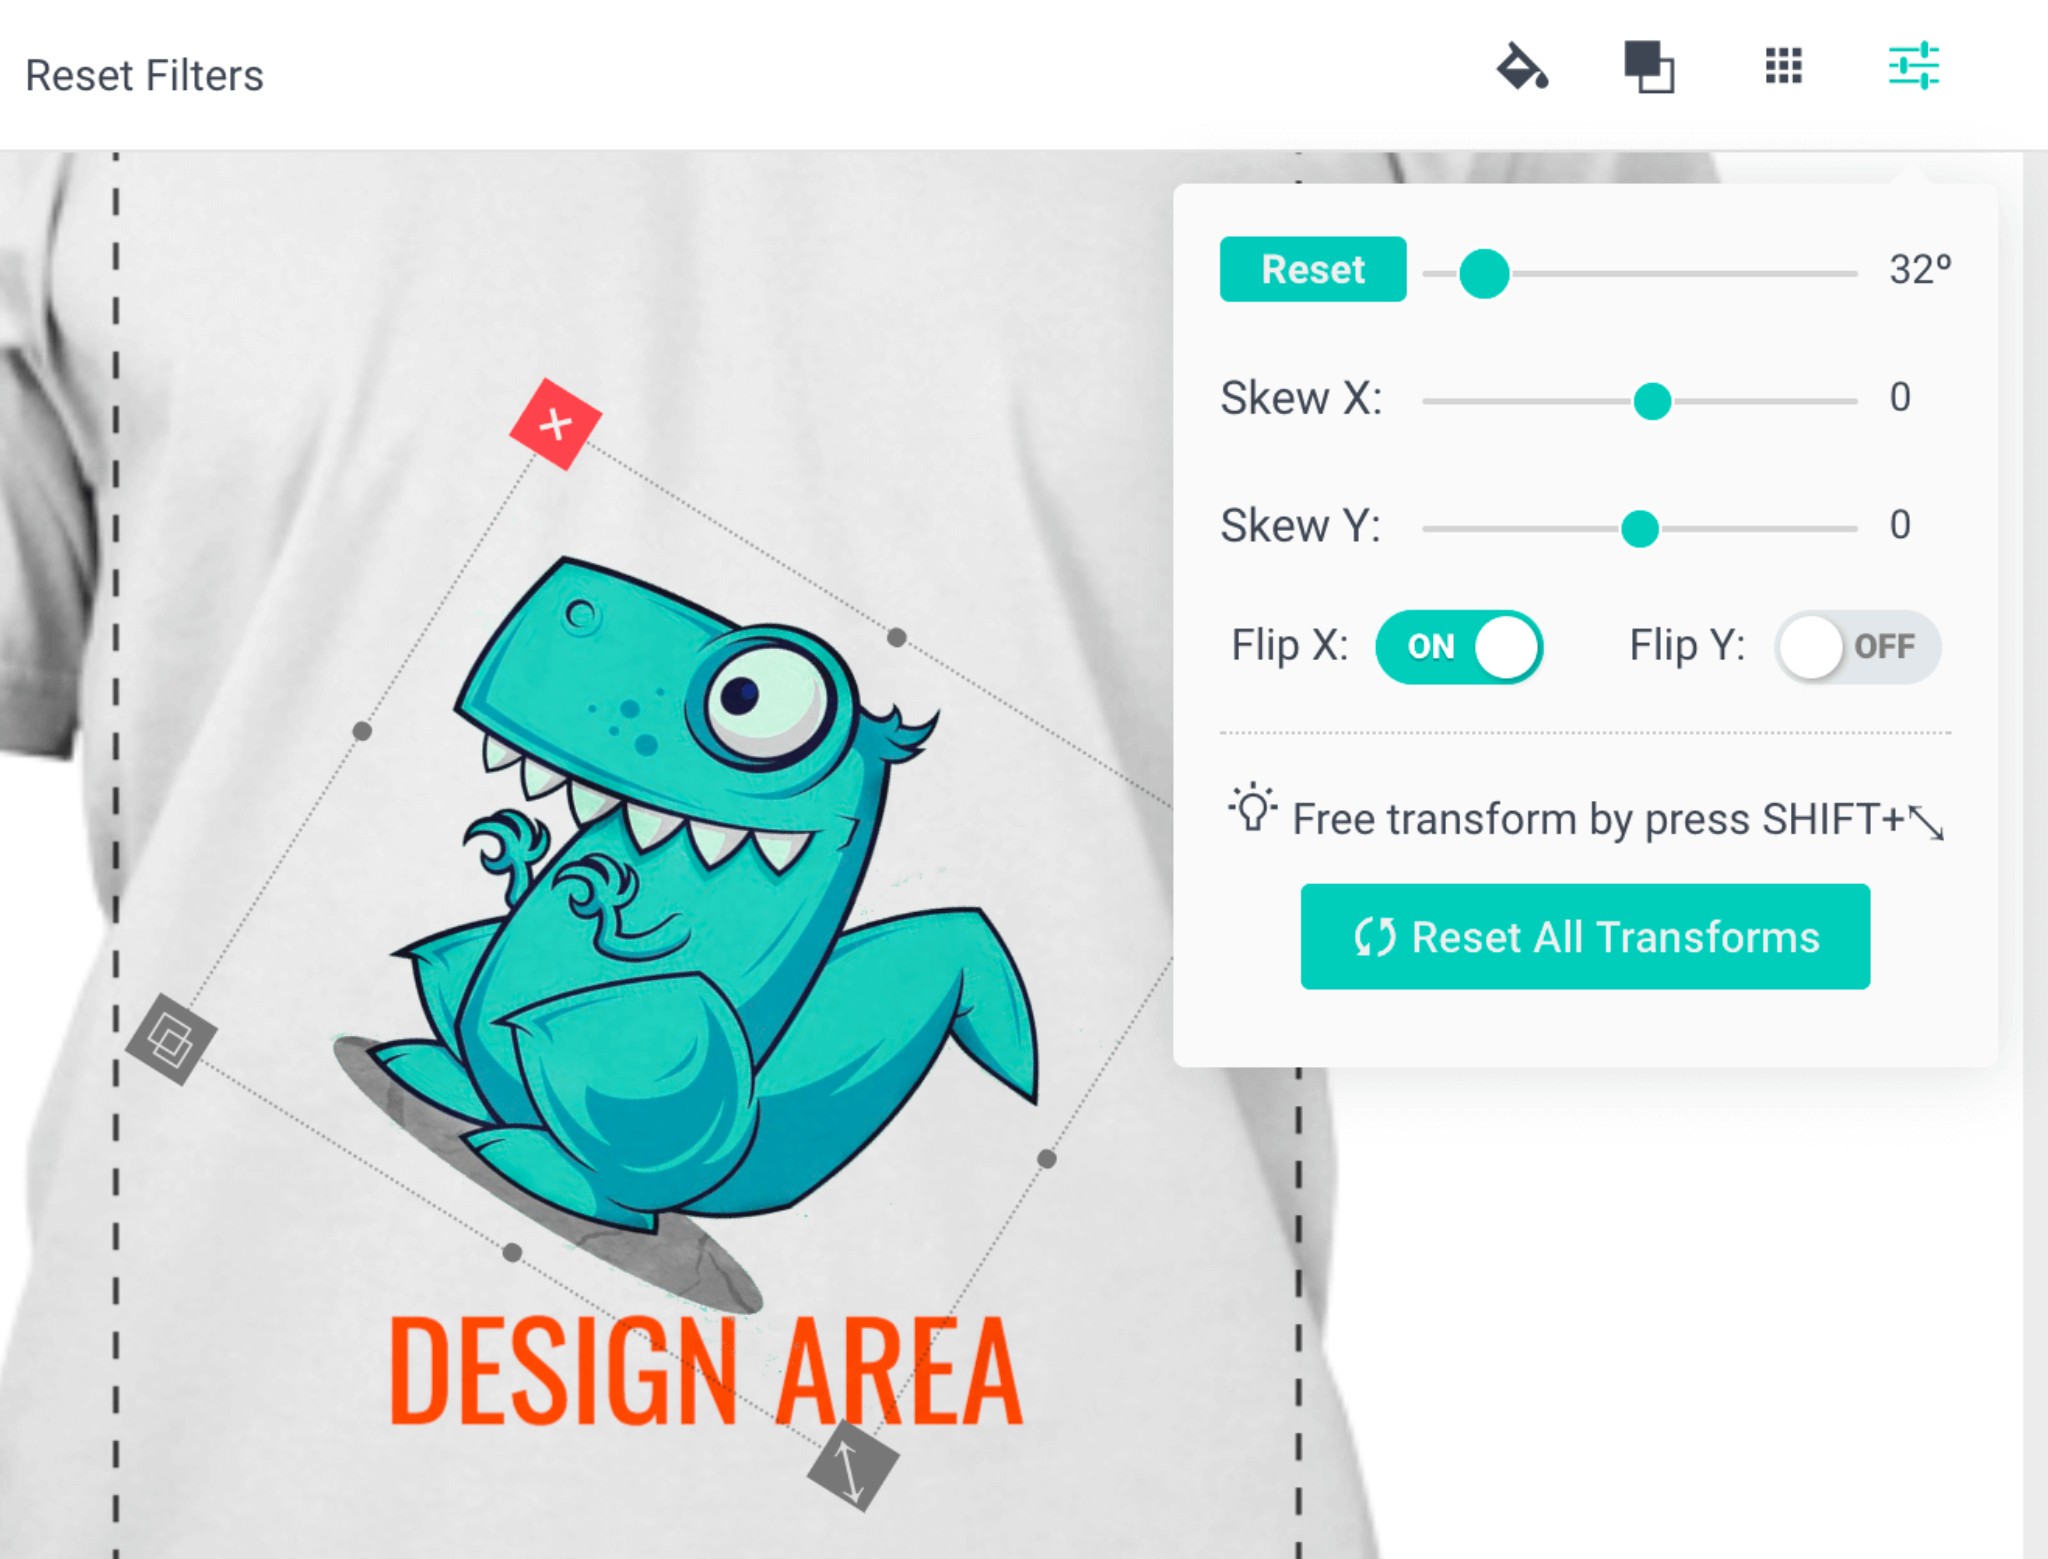 Reset Filters
Reset 32º
Skew X: 0
Skew Y: 0
Flip X: ON Flip Y: OFF
Free transform by press SHIFT+⤡
Reset All Transforms
DESIGN AREA